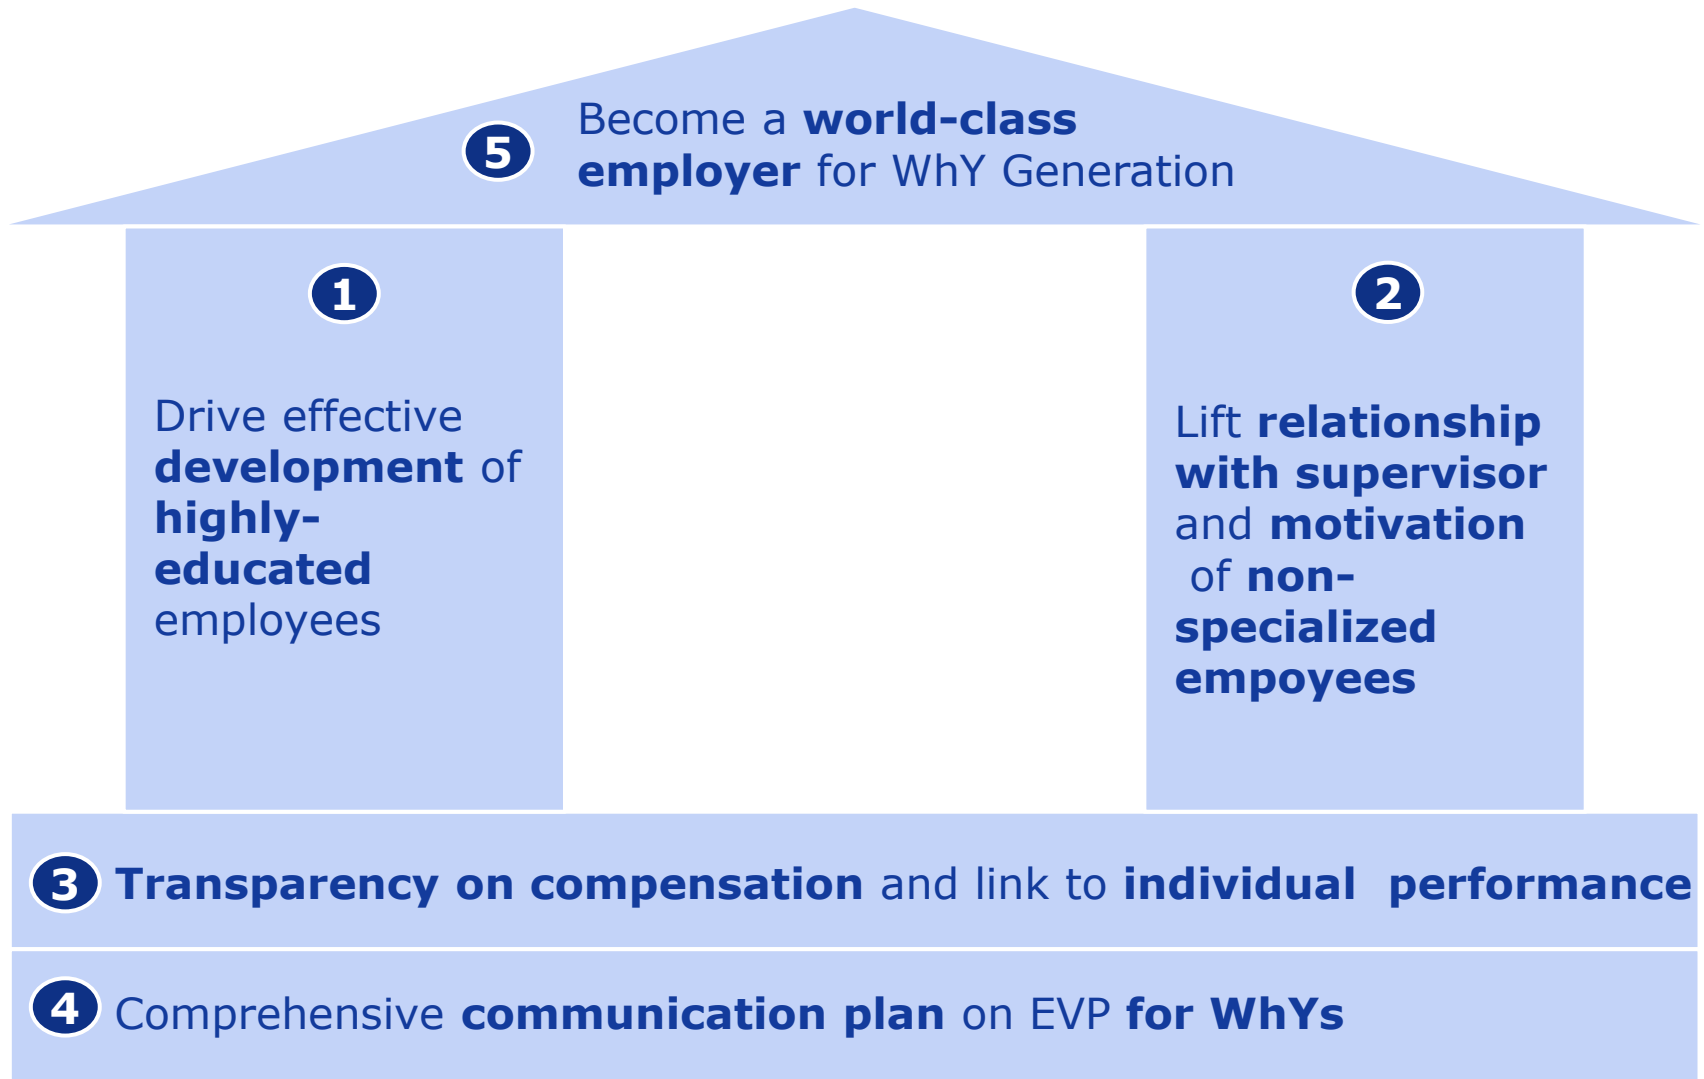 5
Become a world-class
employer for WhY Generation
1
Drive effective
development of
highly-
educated
employees
2
Lift relationship
with supervisor
and motivation
of non-
specialized
empoyees
3
Transparency on compensation and link to individual performance
4
Comprehensive communication plan on EVP for WhYs